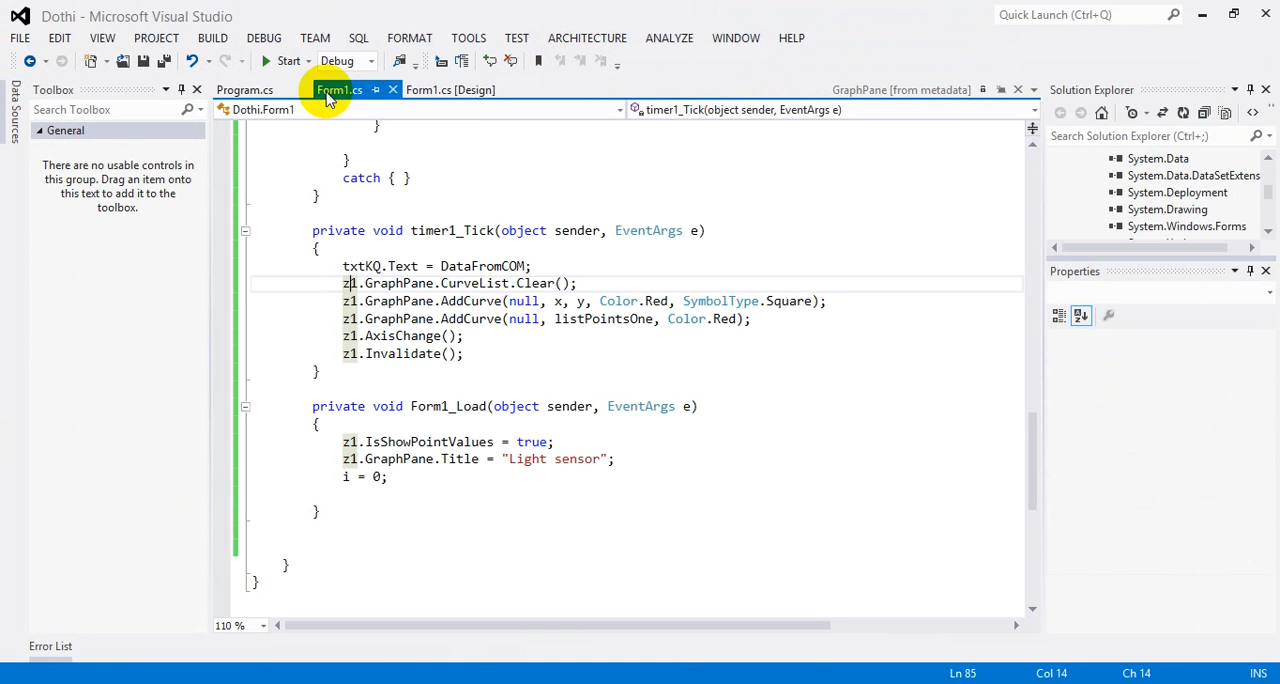 Dothi - Microsoft Visual Studio
Quick Launch (Ctrl+Q)
FILE EDIT VIEW PROJECT BUILD DEBUG TEAM SQL FORMAT TOOLS TEST ARCHITECTURE ANALYZE WINDOW HELP
Start Debug
Data Sources
Toolbox
Search Toolbox
General
There are no usable controls in
this group. Drag an item onto
this text to add it to the
toolbox.
Program.cs Form1.cs Form1.cs [Design] GraphPane [from metadata]
Dothi.Form1 timer1_Tick(object sender, EventArgs e)
}
}
catch { }
}
private void timer1_Tick(object sender, EventArgs e)
{
txtKQ.Text = DataFromCOM;
z1.GraphPane.CurveList.Clear();
z1.GraphPane.AddCurve(null, x, y, Color.Red, SymbolType.Square);
z1.GraphPane.AddCurve(null, listPointsOne, Color.Red);
z1.AxisChange();
z1.Invalidate();
}
private void Form1_Load(object sender, EventArgs e)
{
z1.IsShowPointValues = true;
z1.GraphPane.Title = "Light sensor";
i = 0;
}
}
}
110 %
Solution Explorer
Search Solution Explorer (Ctrl+;)
System.Data
System.Data.DataSetExtens
System.Deployment
System.Drawing
System.Windows.Forms
Properties
Error List
Ln 85 Col 14 Ch 14 INS